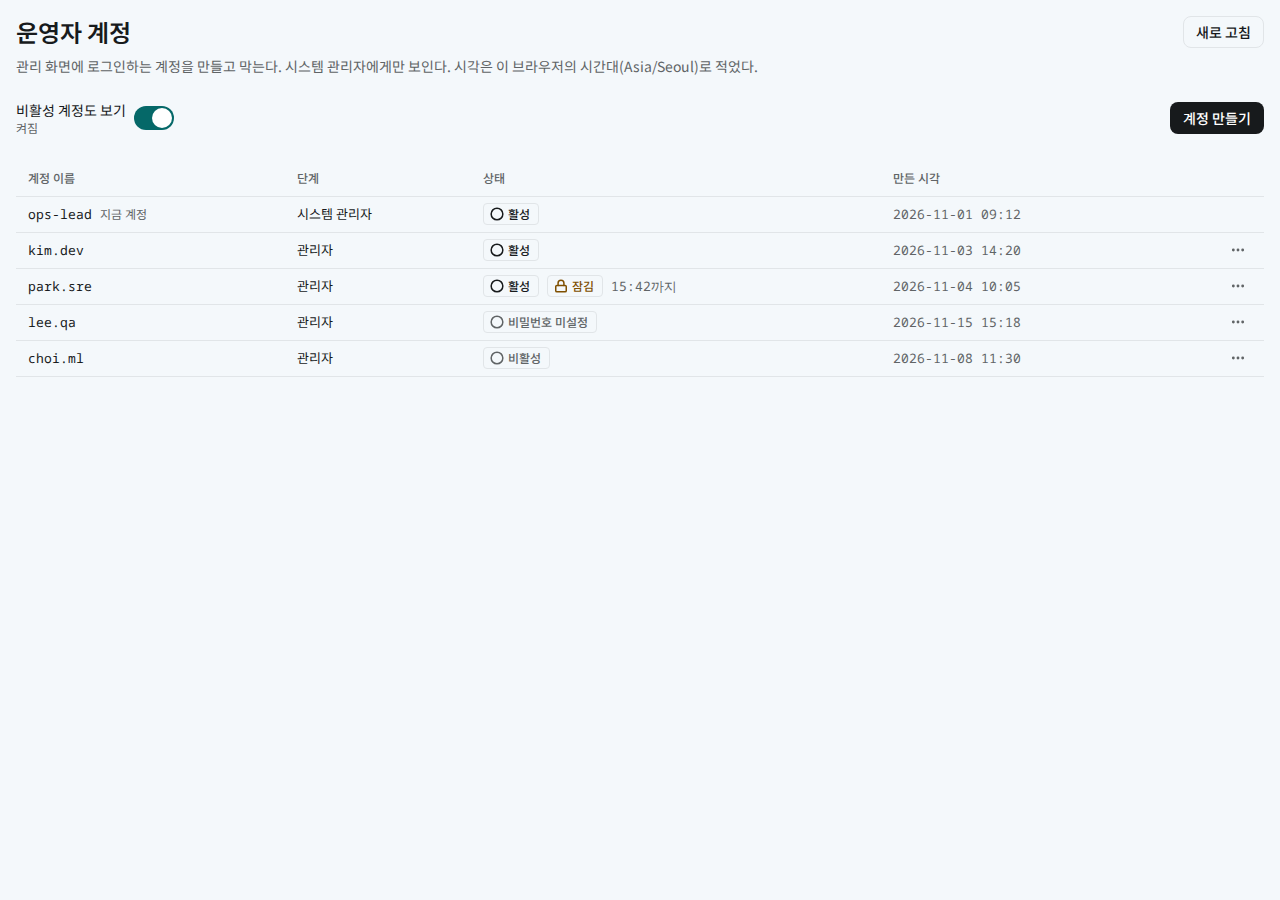 운영자 계정
새로 고침
관리 화면에 로그인하는 계정을 만들고 막는다. 시스템 관리자에게만 보인다. 시각은 이 브라우저의 시간대(Asia/Seoul)로 적었다.
비활성 계정도 보기
켜짐
계정 만들기
계정 이름 단계 상태 만든 시각
ops-lead 지금 계정 시스템 관리자 활성 2026-11-01 09:12
kim.dev 관리자 활성 2026-11-03 14:20
park.sre 관리자 활성 잠김 15:42까지 2026-11-04 10:05
lee.qa 관리자 비밀번호 미설정 2026-11-15 15:18
choi.ml 관리자 비활성 2026-11-08 11:30